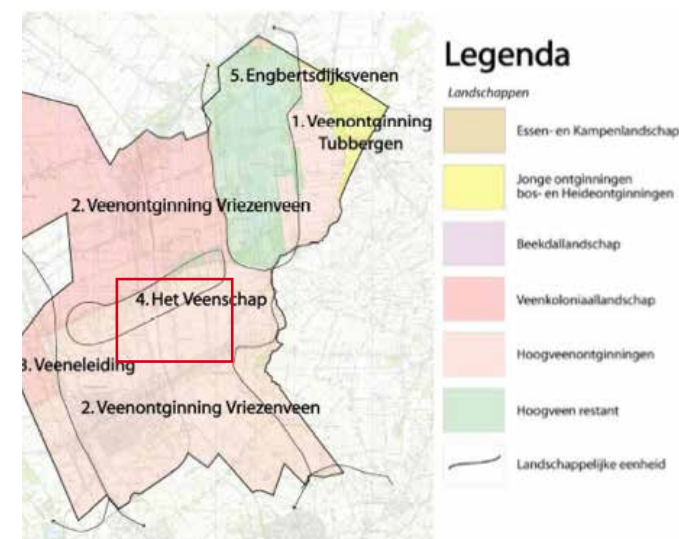 5. Engbertsdijksvenen
1. Veenontginning
Tubbergen
2. Veenontginning Vriezenveen
4. Het Veenschap
3. Veeneleiding
2. Veenontginning Vriezenveen
Legenda
Landschappen
Essen- en Kampenlandschap
Jonge ontginningen
bos- en Heideontginningen
Beekdallandschap
Veenkoloniaallandschap
Hoogveenontginningen
Hoogveen restant
Landschappelijke eenheid